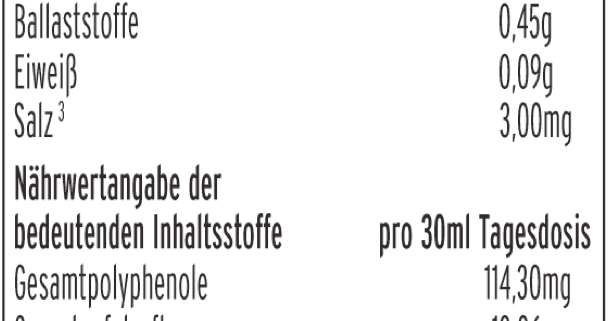 Ballaststoffe 0,45g
Eiweiß 0,09g
Salz³ 3,00mg
Nährwertangabe der
bedeutenden Inhaltsstoffe pro 30ml Tagesdosis
Gesamtpolyphenole 114,30mg